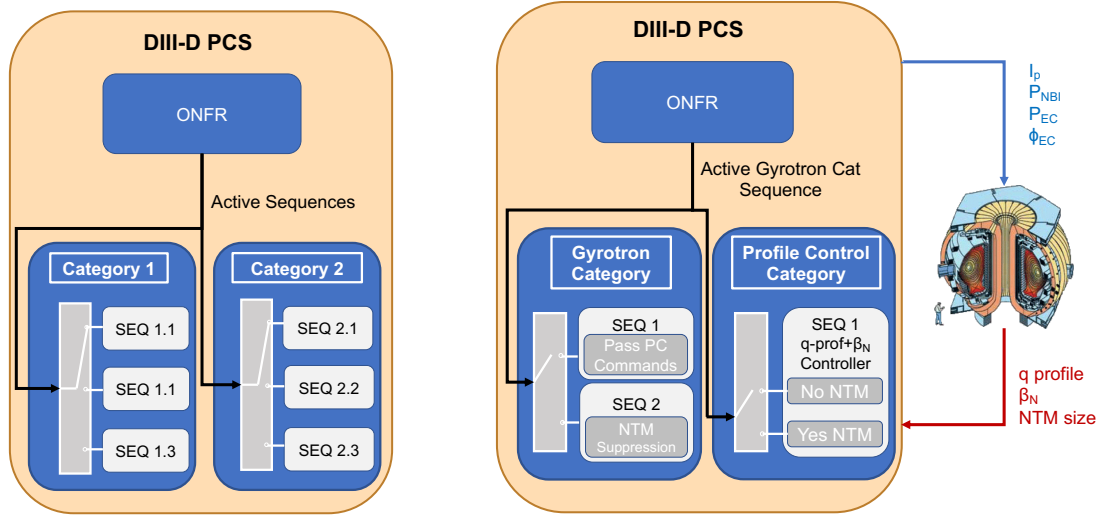 DIII-D PCS
ONFR
Active Sequences
Category 1
SEQ 1.1
SEQ 1.1
SEQ 1.3
Category 2
SEQ 2.1
SEQ 2.2
SEQ 2.3
DIII-D PCS
ONFR
Active Gyrotron Cat
Sequence
Gyrotron
Category
SEQ 1
Pass PC
Commands
SEQ 2
NTM
Suppression
Profile Control
Category
SEQ 1
q-prof+βN
Controller
No NTM
Yes NTM
Ip
PNBI
PEC
ϕEC
q profile
βN
NTM size